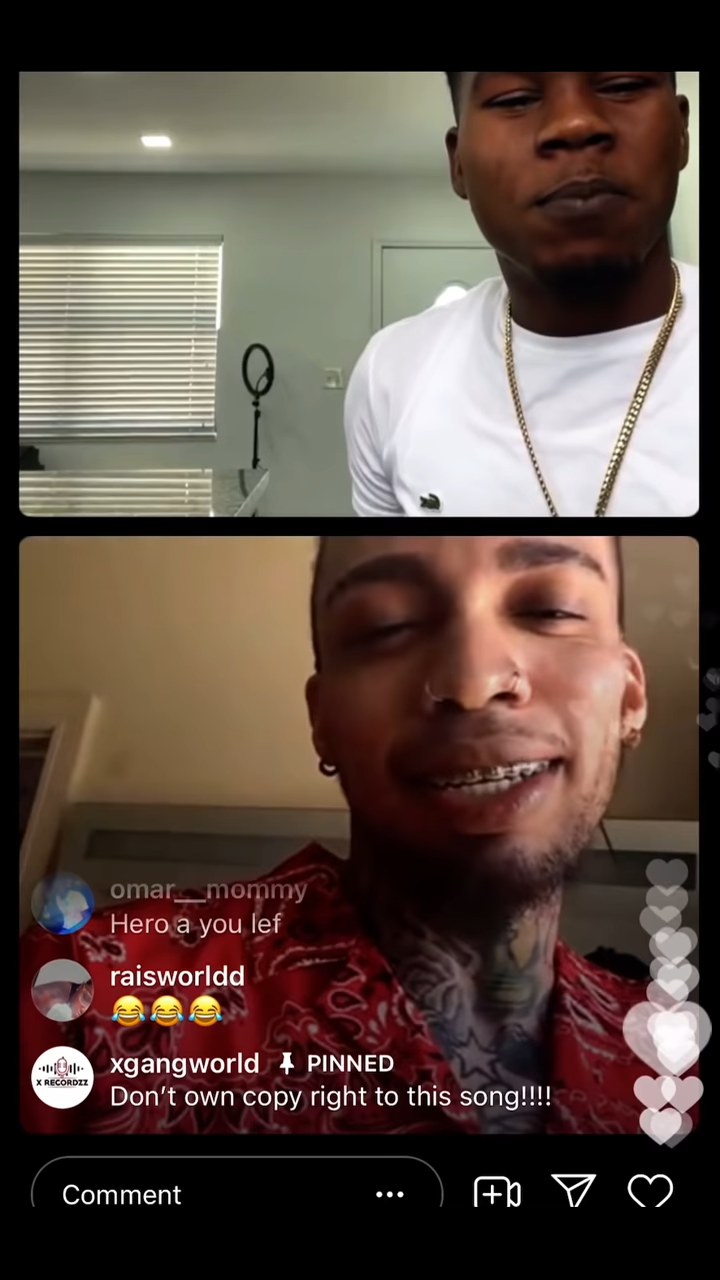 omar__mommy
Hero a you lef
raisworldd
😂😂😂
X RECORDZZ
xgangworld 📌 PINNED
Don't own copy right to this song!!!!
Comment